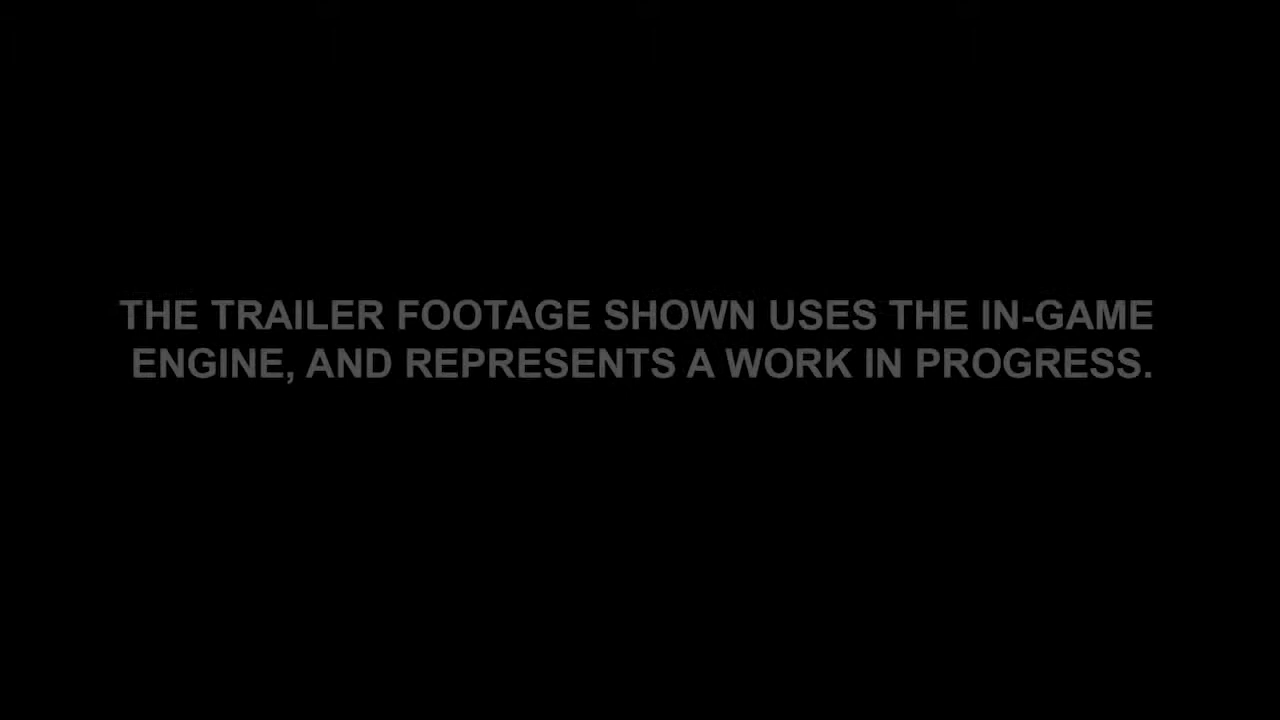 THE TRAILER FOOTAGE SHOWN USES THE IN-GAME
ENGINE, AND REPRESENTS A WORK IN PROGRESS.